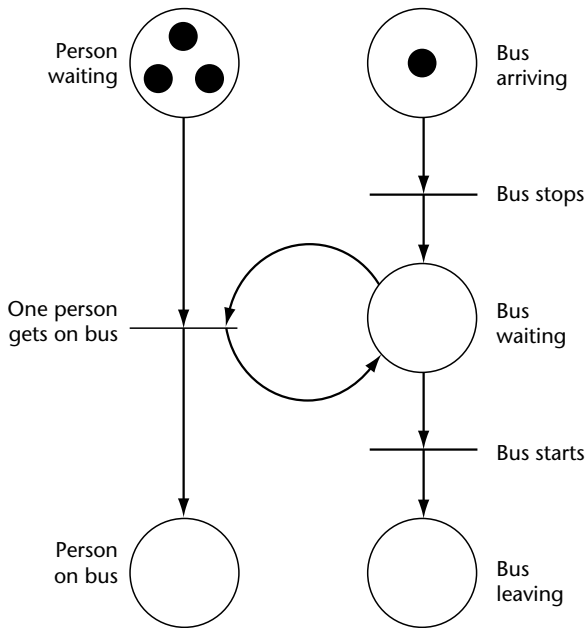 Person
waiting
Bus
arriving
Bus stops
One person
gets on bus
Bus
waiting
Bus starts
Person
on bus
Bus
leaving